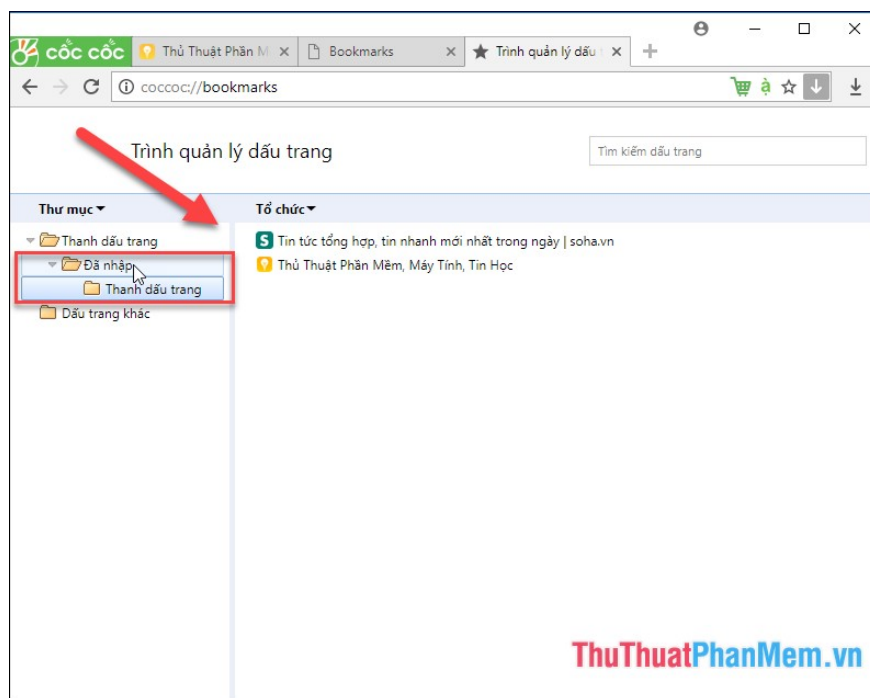 cốc cốc
Thủ Thuật Phần M
Bookmarks
Trình quản lý dấu
coccoc://bookmarks
Trình quản lý dấu trang
Tìm kiếm dấu trang
Thư mục
Tổ chức
Thanh dấu trang
Đã nhập
Thanh dấu trang
Dấu trang khác
Tin tức tổng hợp, tin nhanh mới nhất trong ngày | soha.vn
Thủ Thuật Phần Mềm, Máy Tính, Tin Học
ThuThuatPhanMem.vn